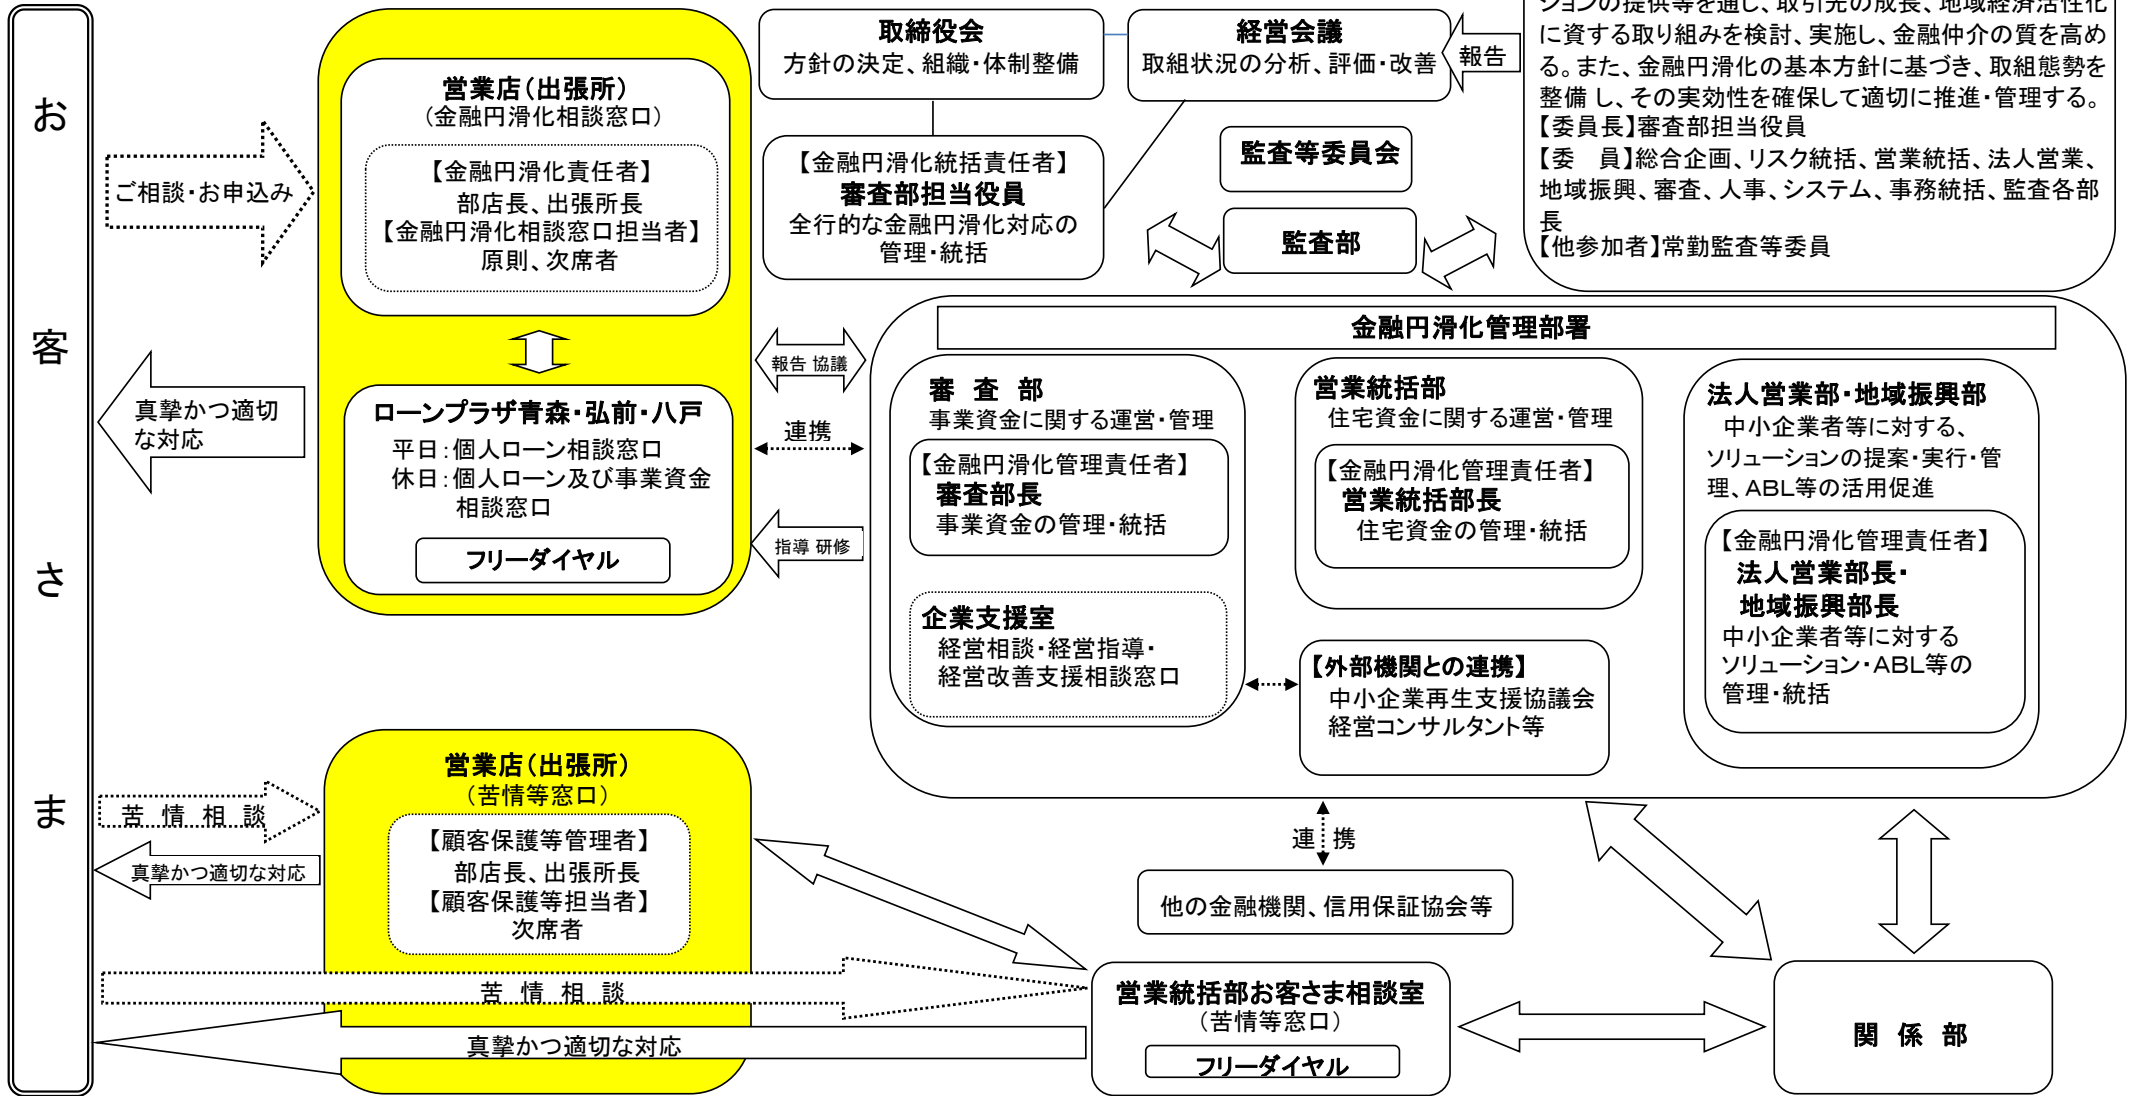 お
客
さ
ま
ご相談・お申込み
真摯かつ適切
な対応
苦 情 相 談
真摯かつ適切な対応
苦 情 相 談
真摯かつ適切な対応
営業店（出張所）
（金融円滑化相談窓口）
【金融円滑化責任者】
部店長、出張所長
【金融円滑化相談窓口担当者】
原則、次席者
ローンプラザ青森・弘前・八戸
平日：個人ローン相談窓口
休日：個人ローン及び事業資金
相談窓口
フリーダイヤル
営業店（出張所）
（苦情等窓口）
【顧客保護等管理者】
部店長、出張所長
【顧客保護等担当者】
次席者
取締役会
方針の決定、組織・体制整備
経営会議
取組状況の分析、評価・改善
報告
【金融円滑化統括責任者】
審査部担当役員
全行的な金融円滑化対応の
管理・統括
監査等委員会
監査部
ションの提供等を通し、取引先の成長、地域経済活性化
に資する取り組みを検討、実施し、金融仲介の質を高め
る。また、金融円滑化の基本方針に基づき、取組態勢を
整備 し、その実効性を確保して適切に推進・管理する。
【委員長】審査部担当役員
【委　員】総合企画、リスク統括、営業統括、法人営業、
地域振興、審査、人事、システム、事務統括、監査各部
長
【他参加者】常勤監査等委員
報告 協議
連携
指導 研修
金融円滑化管理部署
審 査 部
事業資金に関する運営・管理
【金融円滑化管理責任者】
審査部長
事業資金の管理・統括
企業支援室
経営相談・経営指導・
経営改善支援相談窓口
営業統括部
住宅資金に関する運営・管理
【金融円滑化管理責任者】
営業統括部長
住宅資金の管理・統括
【外部機関との連携】
中小企業再生支援協議会
経営コンサルタント等
法人営業部・地域振興部
中小企業者等に対する、
ソリューションの提案・実行・管
理、ＡＢＬ等の活用促進
【金融円滑化管理責任者】
法人営業部長・
地域振興部長
中小企業者等に対する
ソリューション・ＡＢＬ等の
管理・統括
連 携
他の金融機関、信用保証協会等
営業統括部お客さま相談室
（苦情等窓口）
フリーダイヤル
関 係 部